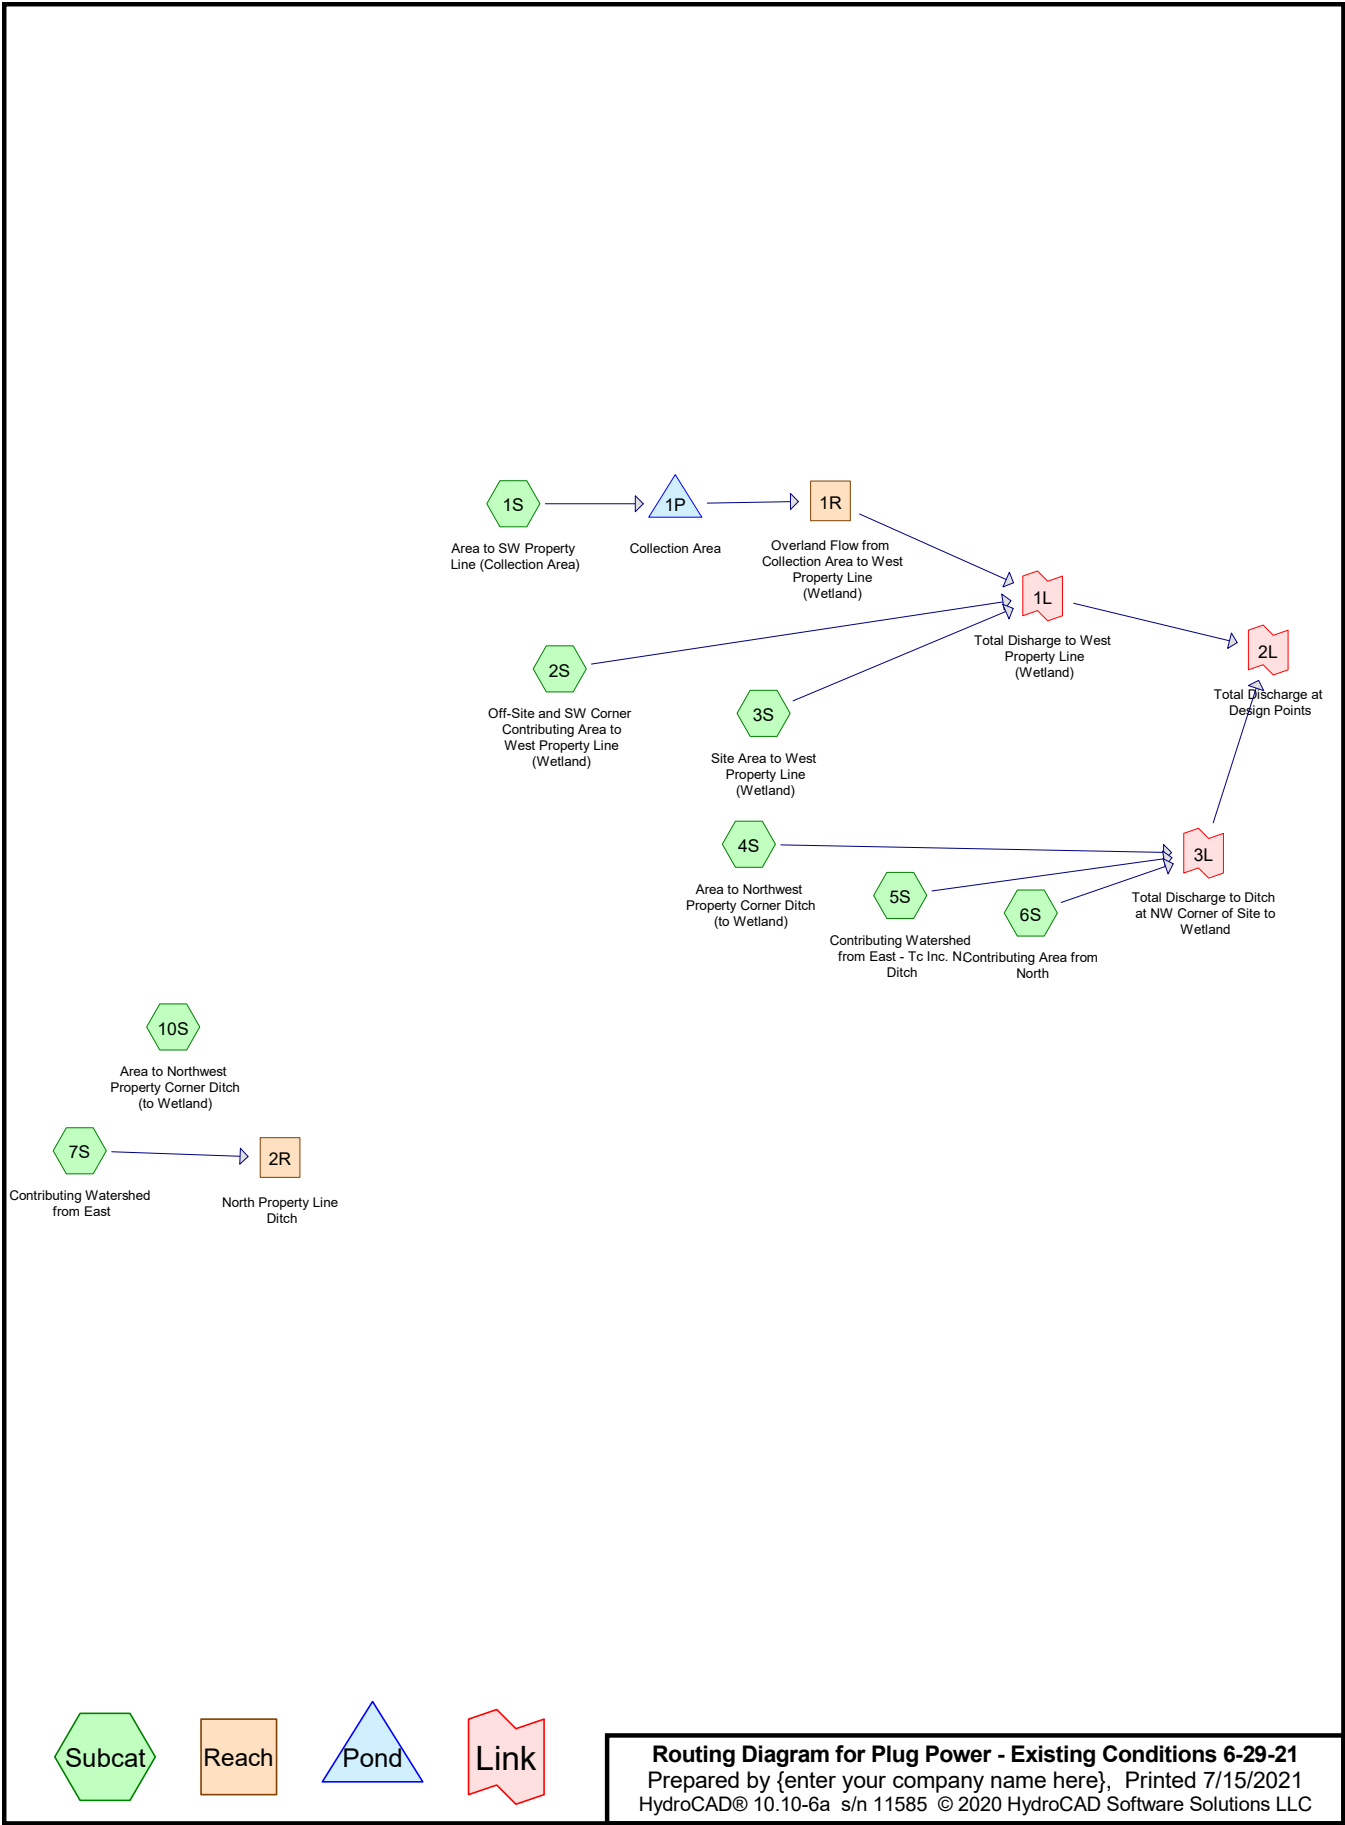 1S
Area to SW Property
Line (Collection Area)
1P
Collection Area
1R
Overland Flow from
Collection Area to West
Property Line
(Wetland)
1L
Total Disharge to West
Property Line
(Wetland)
2L
Total Discharge at
Design Points
2S
Off-Site and SW Corner
Contributing Area to
West Property Line
(Wetland)
3S
Site Area to West
Property Line
(Wetland)
4S
Area to Northwest
Property Corner Ditch
(to Wetland)
5S
Contributing Watershed
from East - Tc Inc. N
Ditch
6S
Contributing Area from
North
3L
Total Discharge to Ditch
at NW Corner of Site to
Wetland
10S
Area to Northwest
Property Corner Ditch
(to Wetland)
7S
Contributing Watershed
from East
2R
North Property Line
Ditch
Subcat
Reach
Pond
Link
Routing Diagram for Plug Power - Existing Conditions 6-29-21
Prepared by {enter your company name here}, Printed 7/15/2021
HydroCAD® 10.10-6a s/n 11585 © 2020 HydroCAD Software Solutions LLC